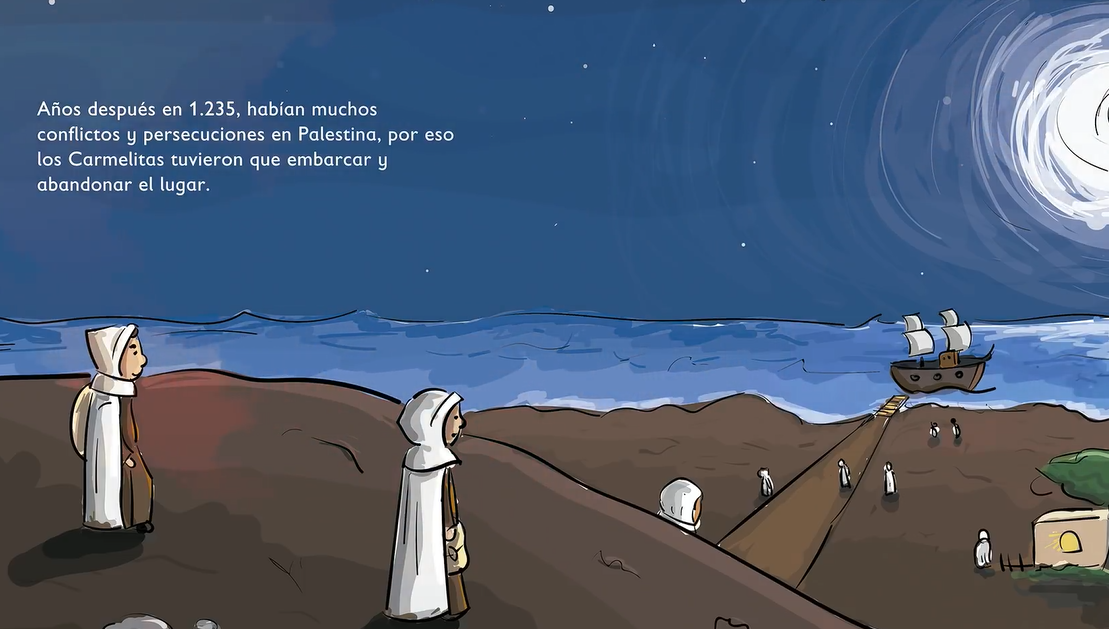 Años después en 1.235, habían muchos
conflictos y persecuciones en Palestina, por eso
los Carmelitas tuvieron que embarcar y
abandonar el lugar.